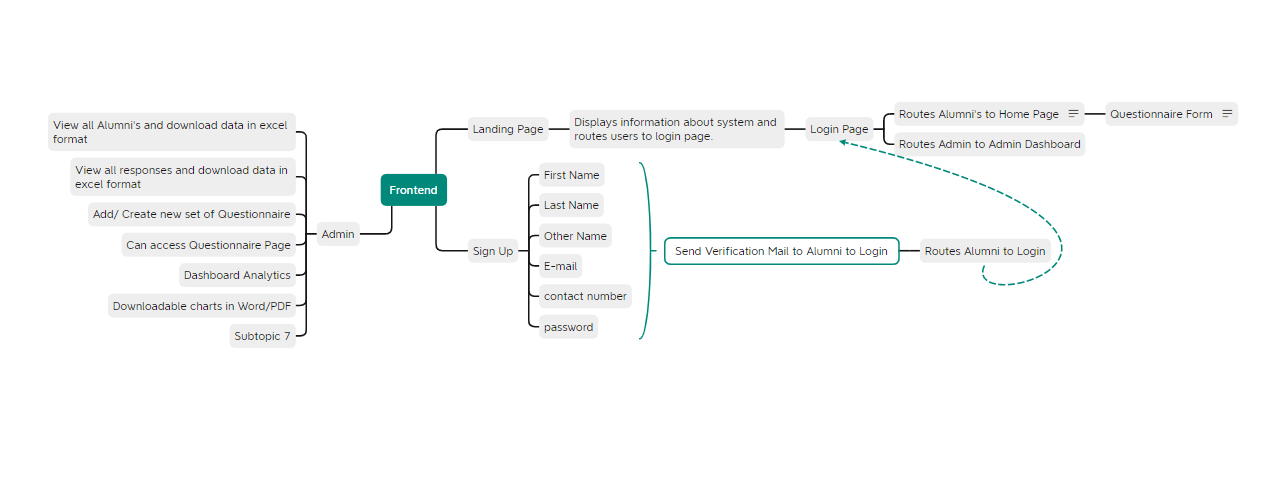 Frontend
Landing Page
Displays information about system and
routes users to login page.
Login Page
Routes Alumni's to Home Page
Questionnaire Form
Routes Admin to Admin Dashboard
Sign Up
First Name
Last Name
Other Name
E-mail
contact number
password
Send Verification Mail to Alumni to Login
Routes Alumni to Login
Admin
View all Alumni's and download data in excel
format
View all responses and download data in
excel format
Add/ Create new set of Questionnaire
Can access Questionnaire Page
Dashboard Analytics
Downloadable charts in Word/PDF
Subtopic 7